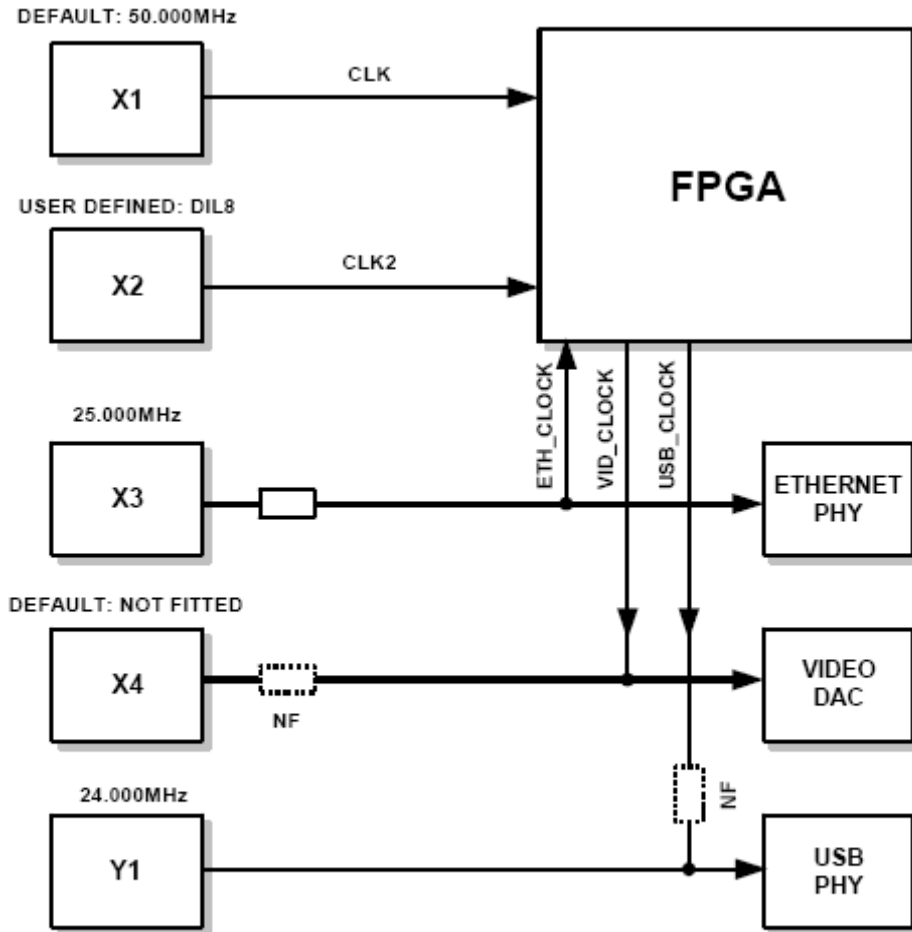 DEFAULT: 50.000MHz
X1
CLK
FPGA
USER DEFINED: DIL8
X2
CLK2
ETH_CLOCK
VID_CLOCK
USB_CLOCK
25.000MHz
X3
ETHERNET
PHY
DEFAULT: NOT FITTED
X4
NF
VIDEO
DAC
24.000MHz
NF
Y1
USB
PHY